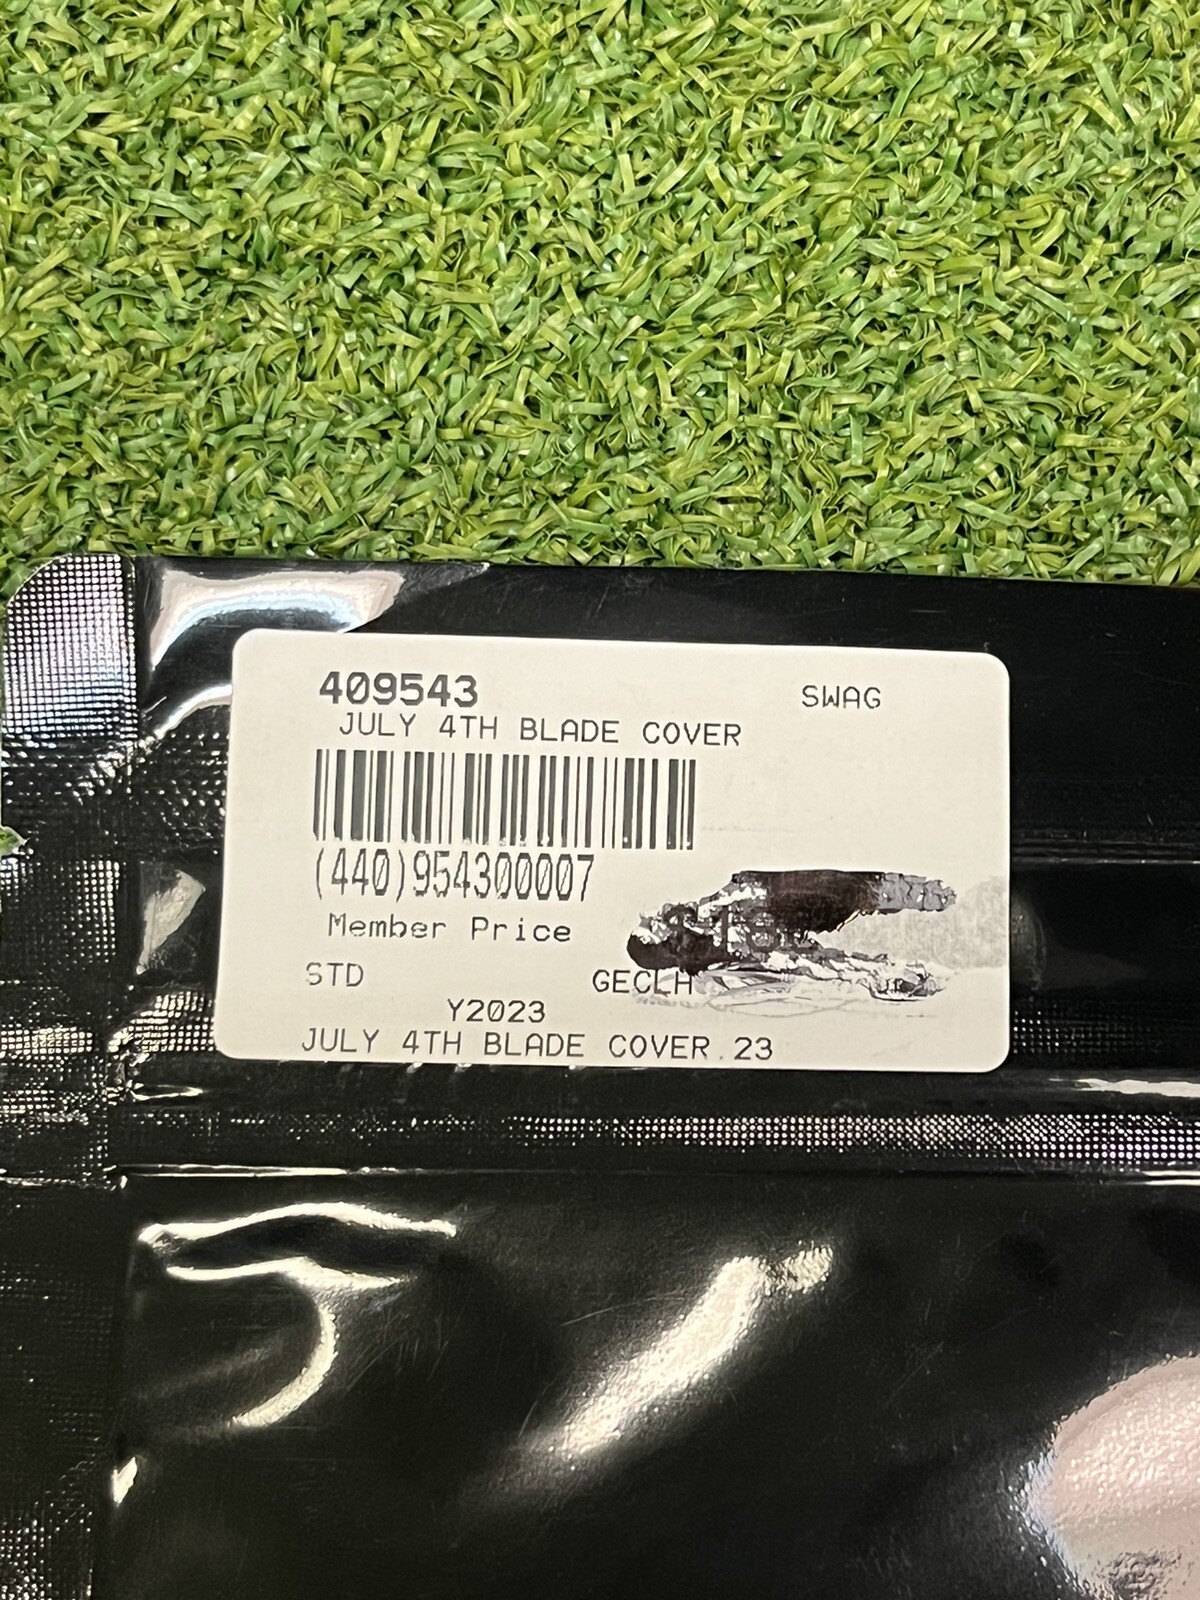 409543 SWAG
JULY 4TH BLADE COVER
(440)954300007
Member Price
STD GECLH
Y2023
JULY 4TH BLADE COVER.23